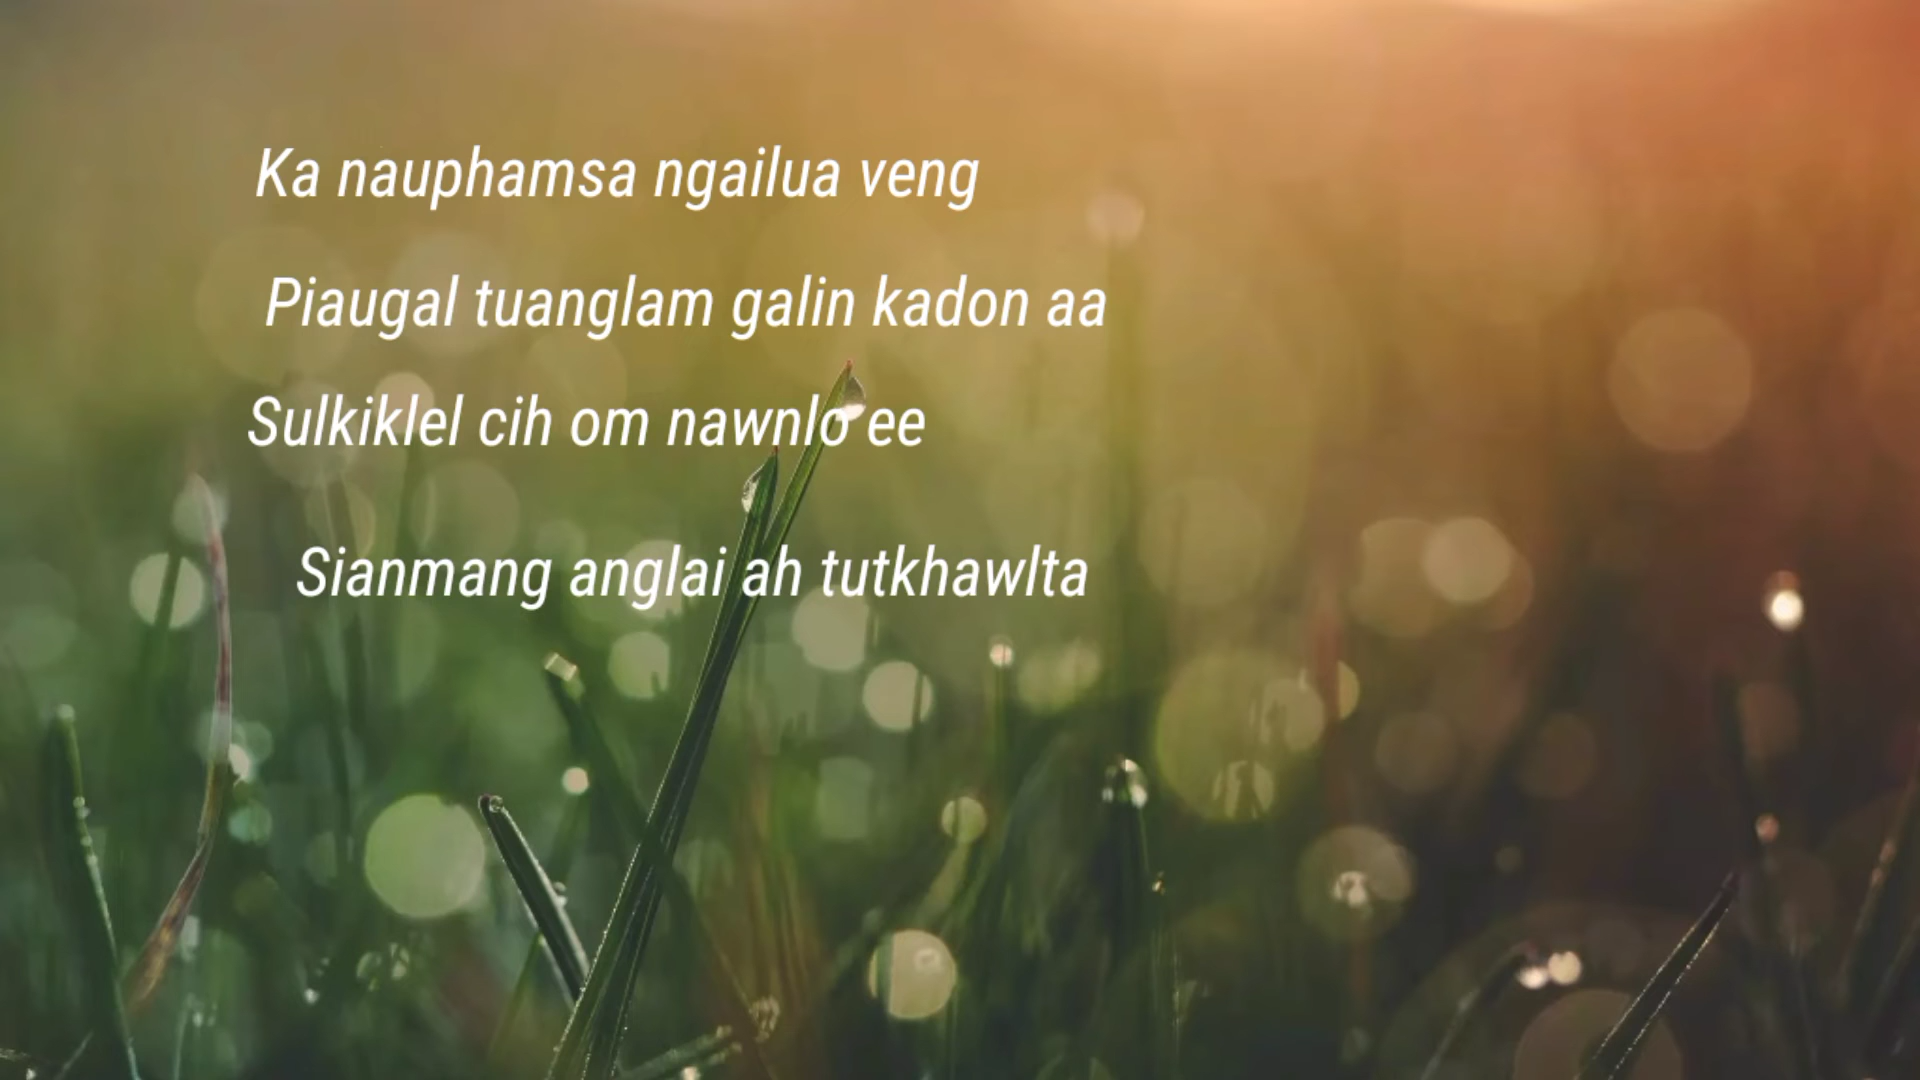 Ka nauphamsa ngailua veng
Piaugal tuanglam galin kadon aa
Sulkiklel cih om nawnlo ee
Sianmang anglai ah tutkhawlta